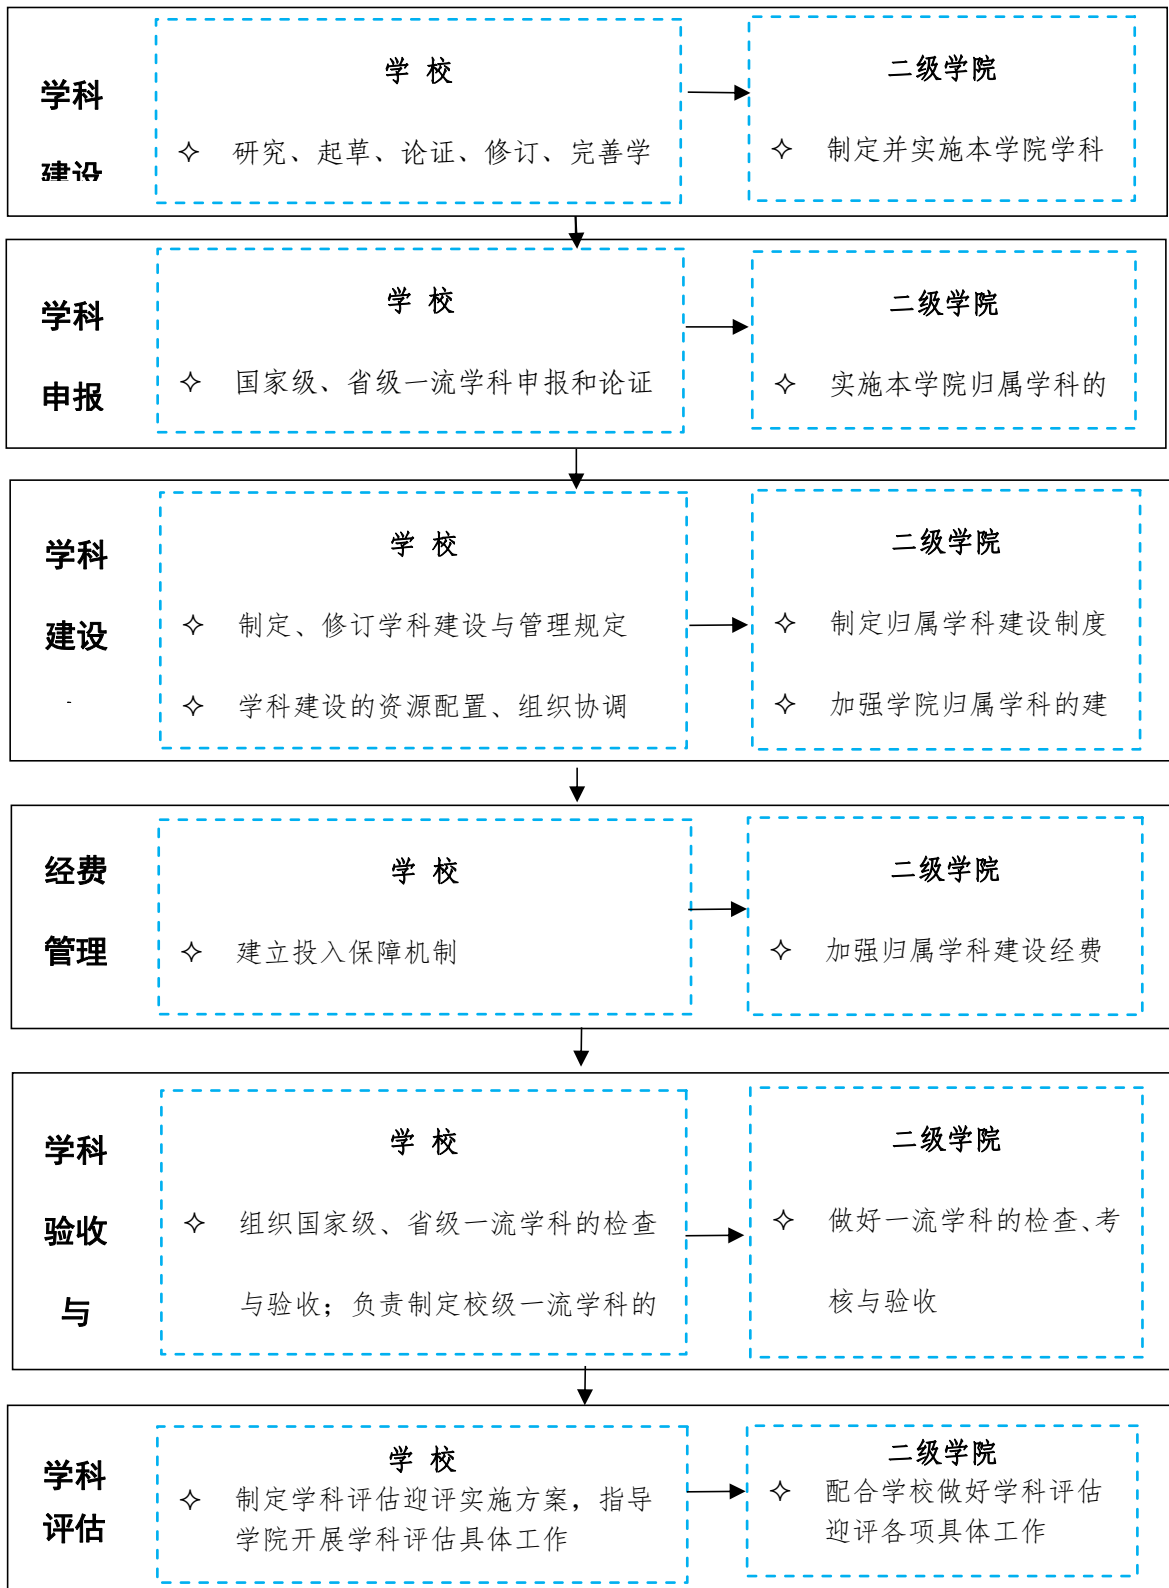 学科
建设
学 校
✧ 研究、起草、论证、修订、完善学
二级学院
✧ 制定并实施本学院学科
学科
申报
学 校
✧ 国家级、省级一流学科申报和论证
二级学院
✧ 实施本学院归属学科的
学科
建设
学 校
✧ 制定、修订学科建设与管理规定
✧ 学科建设的资源配置、组织协调
二级学院
✧ 制定归属学科建设制度
✧ 加强学院归属学科的建
经费
管理
学 校
✧ 建立投入保障机制
二级学院
✧ 加强归属学科建设经费
学科
验收
与
学 校
✧ 组织国家级、省级一流学科的检查
与验收；负责制定校级一流学科的
二级学院
✧ 做好一流学科的检查、考
核与验收
学科
评估
学 校
✧ 制定学科评估迎评实施方案，指导
学院开展学科评估具体工作
二级学院
✧ 配合学校做好学科评估
迎评各项具体工作